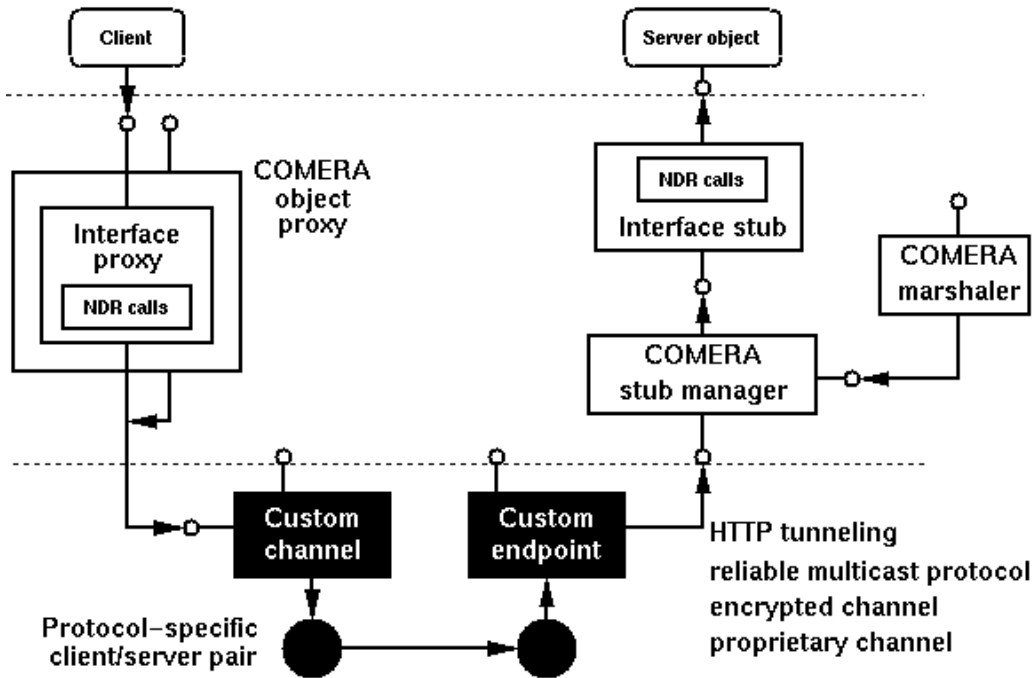 Client
Server object
COMERA
object
proxy
Interface
proxy
NDR calls
NDR calls
Interface stub
COMERA
marshaler
COMERA
stub manager
Custom
channel
Custom
endpoint
HTTP tunneling
reliable multicast protocol
encrypted channel
proprietary channel
Protocol-specific
client/server pair